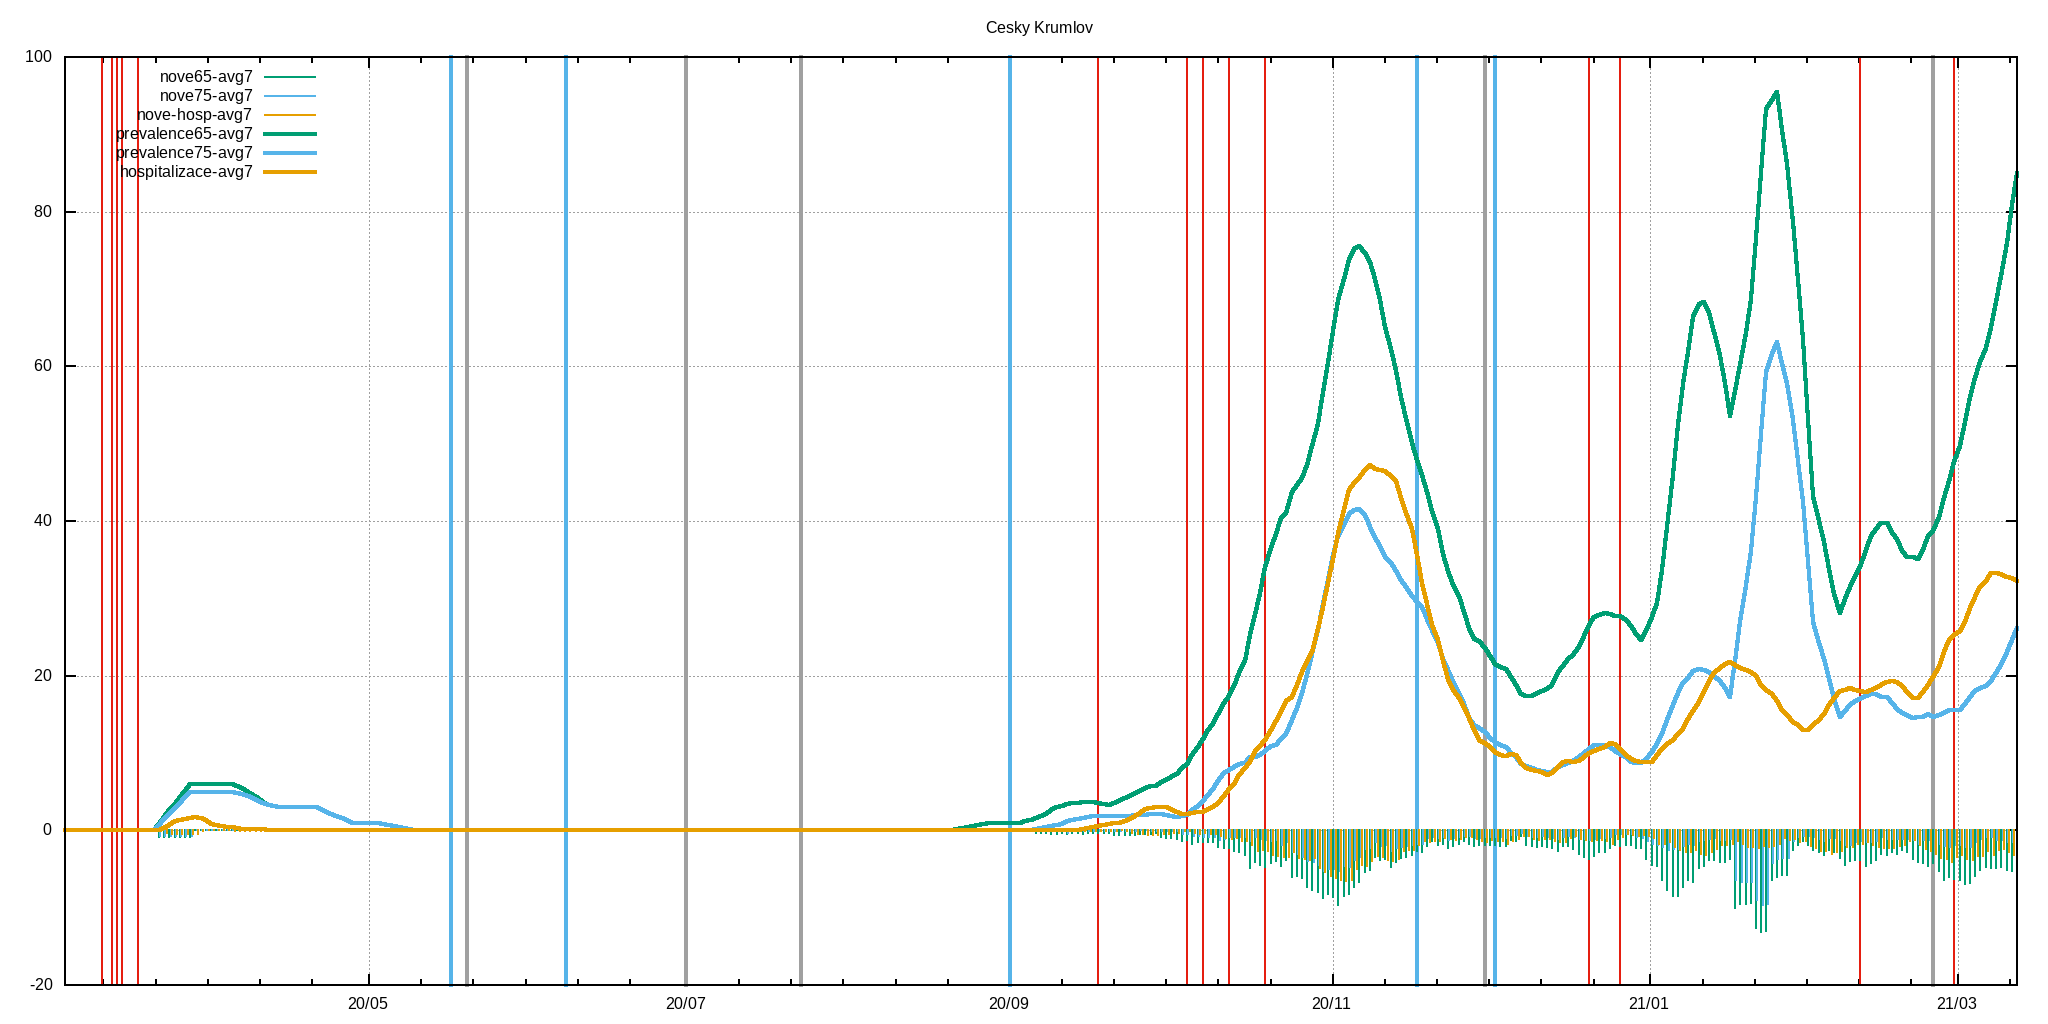 Cesky Krumlov
100
80
60
40
20
0
-20
nove65-avg7
nove75-avg7
nove-hosp-avg7
prevalence65-avg7
prevalence75-avg7
hospitalizace-avg7
20/05
20/07
20/09
20/11
21/01
21/03